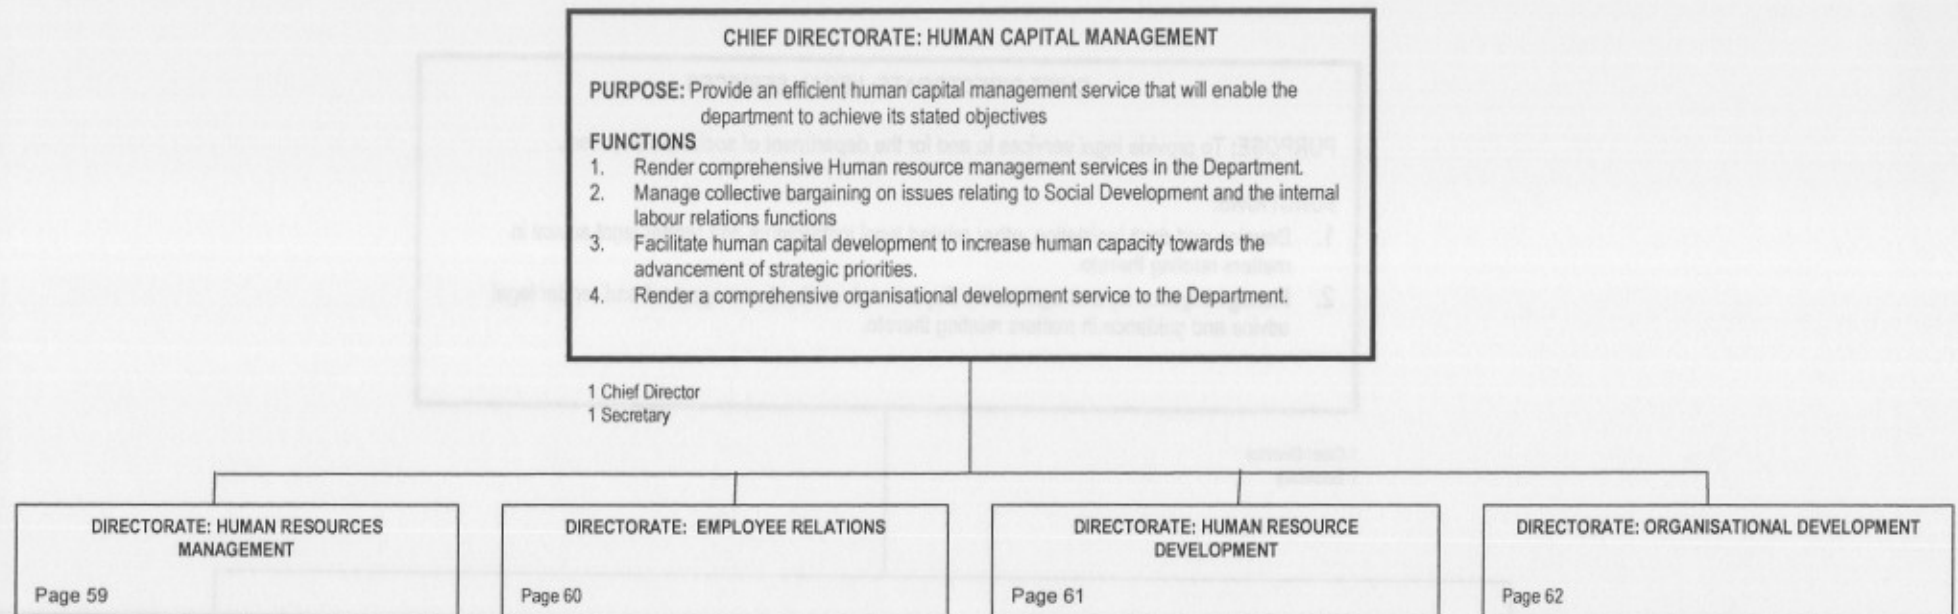 CHIEF DIRECTORATE: HUMAN CAPITAL MANAGEMENT
PURPOSE: Provide an efficient human capital management service that will enable the
department to achieve its stated objectives
FUNCTIONS
1. Render comprehensive Human resource management services in the Department.
2. Manage collective bargaining on issues relating to Social Development and the internal
labour relations functions
3. Facilitate human capital development to increase human capacity towards the
advancement of strategic priorities.
4. Render a comprehensive organisational development service to the Department.
1 Chief Director
1 Secretary
DIRECTORATE: HUMAN RESOURCES
MANAGEMENT
Page 59
DIRECTORATE: EMPLOYEE RELATIONS
Page 60
DIRECTORATE: HUMAN RESOURCE
DEVELOPMENT
Page 61
DIRECTORATE: ORGANISATIONAL DEVELOPMENT
Page 62